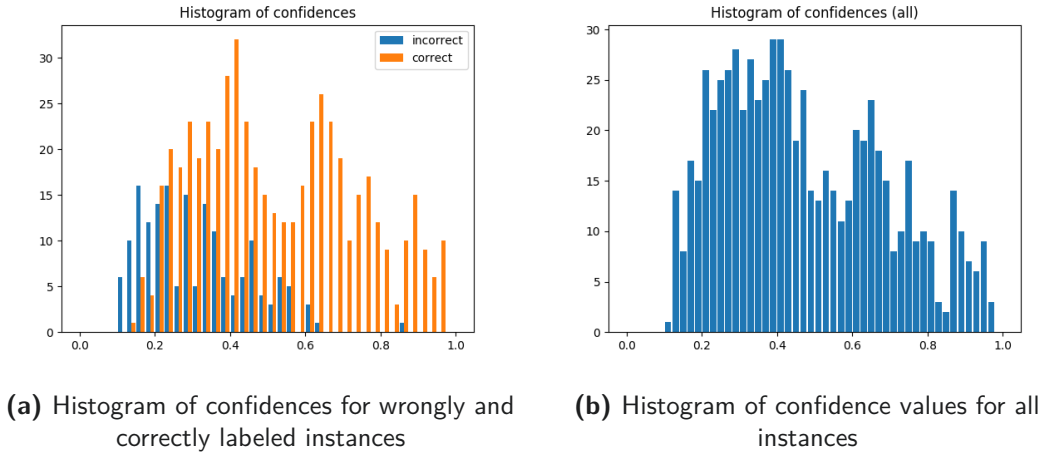 Histogram of confidences
incorrect
correct
30
25
20
15
10
5
0
0.0 0.2 0.4 0.6 0.8 1.0
(a) Histogram of confidences for wrongly and
correctly labeled instances
Histogram of confidences (all)
30
25
20
15
10
5
0
0.0 0.2 0.4 0.6 0.8 1.0
(b) Histogram of confidence values for all
instances